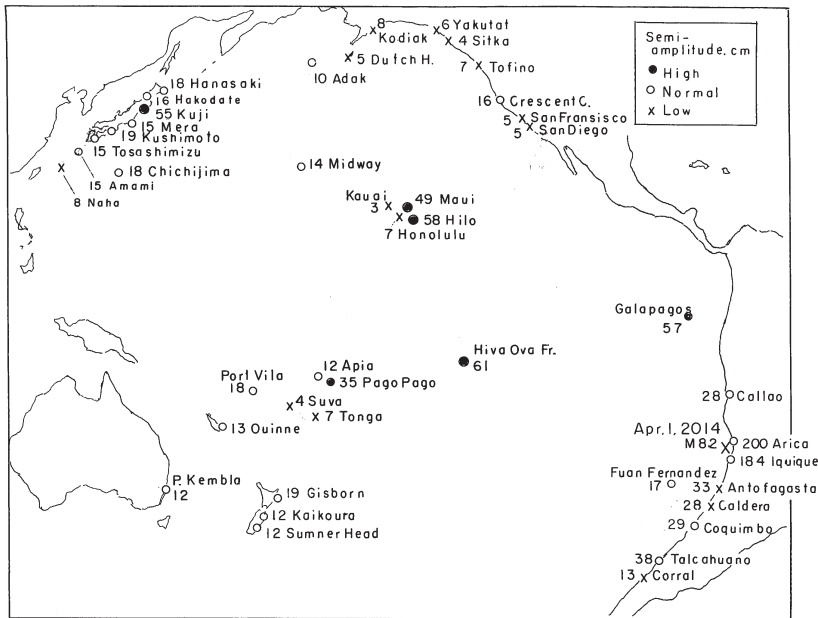 8
Kodiak
6 Yakutat
4 Sitka
5 Dutch H.
10 Adak
7 Tofino
Semi-
amplitude, cm
High
Normal
x Low
18 Hanasaki
16 Hakodate
55 Kuji
15 Mera
19 Kushimoto
15 Tosashimizu
15 Amami
8 Naha
18 Chichijima
16 Crescent C.
5 San Fransisco
5 San Diego
14 Midway
Kauai
3
49 Maui
58 Hilo
7 Honolulu
Galapagos
57
Hiva Ova Fr.
61
12 Apia
35 Pago Pago
Port Vila
18
4 Suva
7 Tonga
13 Ouinne
28 Callao
Apr. 1, 2014
M 8.2
200 Arica
184 Iquique
Fuan Fernandez
17
33 Antofagasta
28 Caldera
29 Coquimbo
38 Talcahuano
13 Corral
P. Kembla
12
19 Gisborn
12 Kaikoura
12 Sumner Head